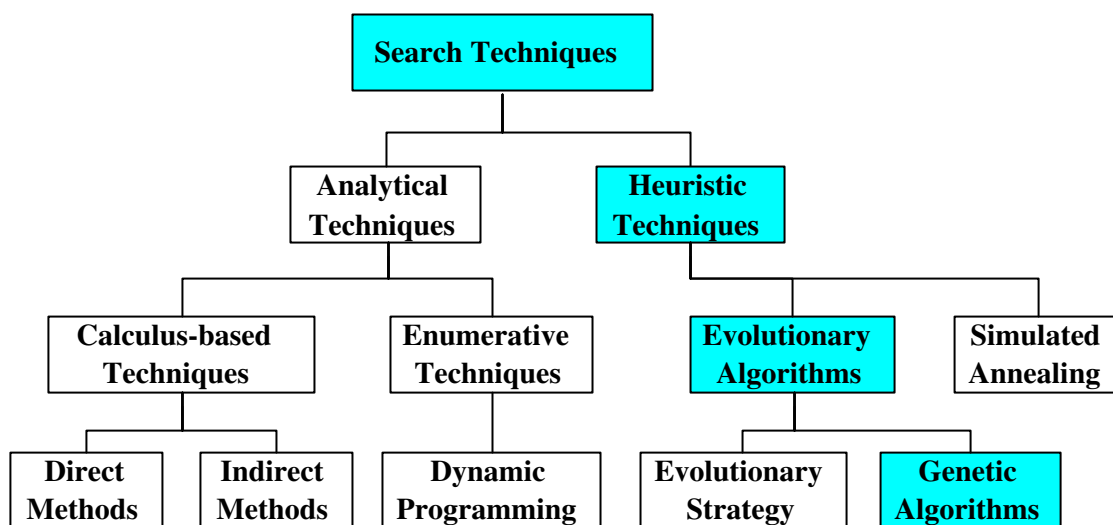 Search Techniques
Analytical
Techniques
Heuristic
Techniques
Calculus-based
Techniques
Enumerative
Techniques
Evolutionary
Algorithms
Simulated
Annealing
Direct
Methods
Indirect
Methods
Dynamic
Programming
Evolutionary
Strategy
Genetic
Algorithms